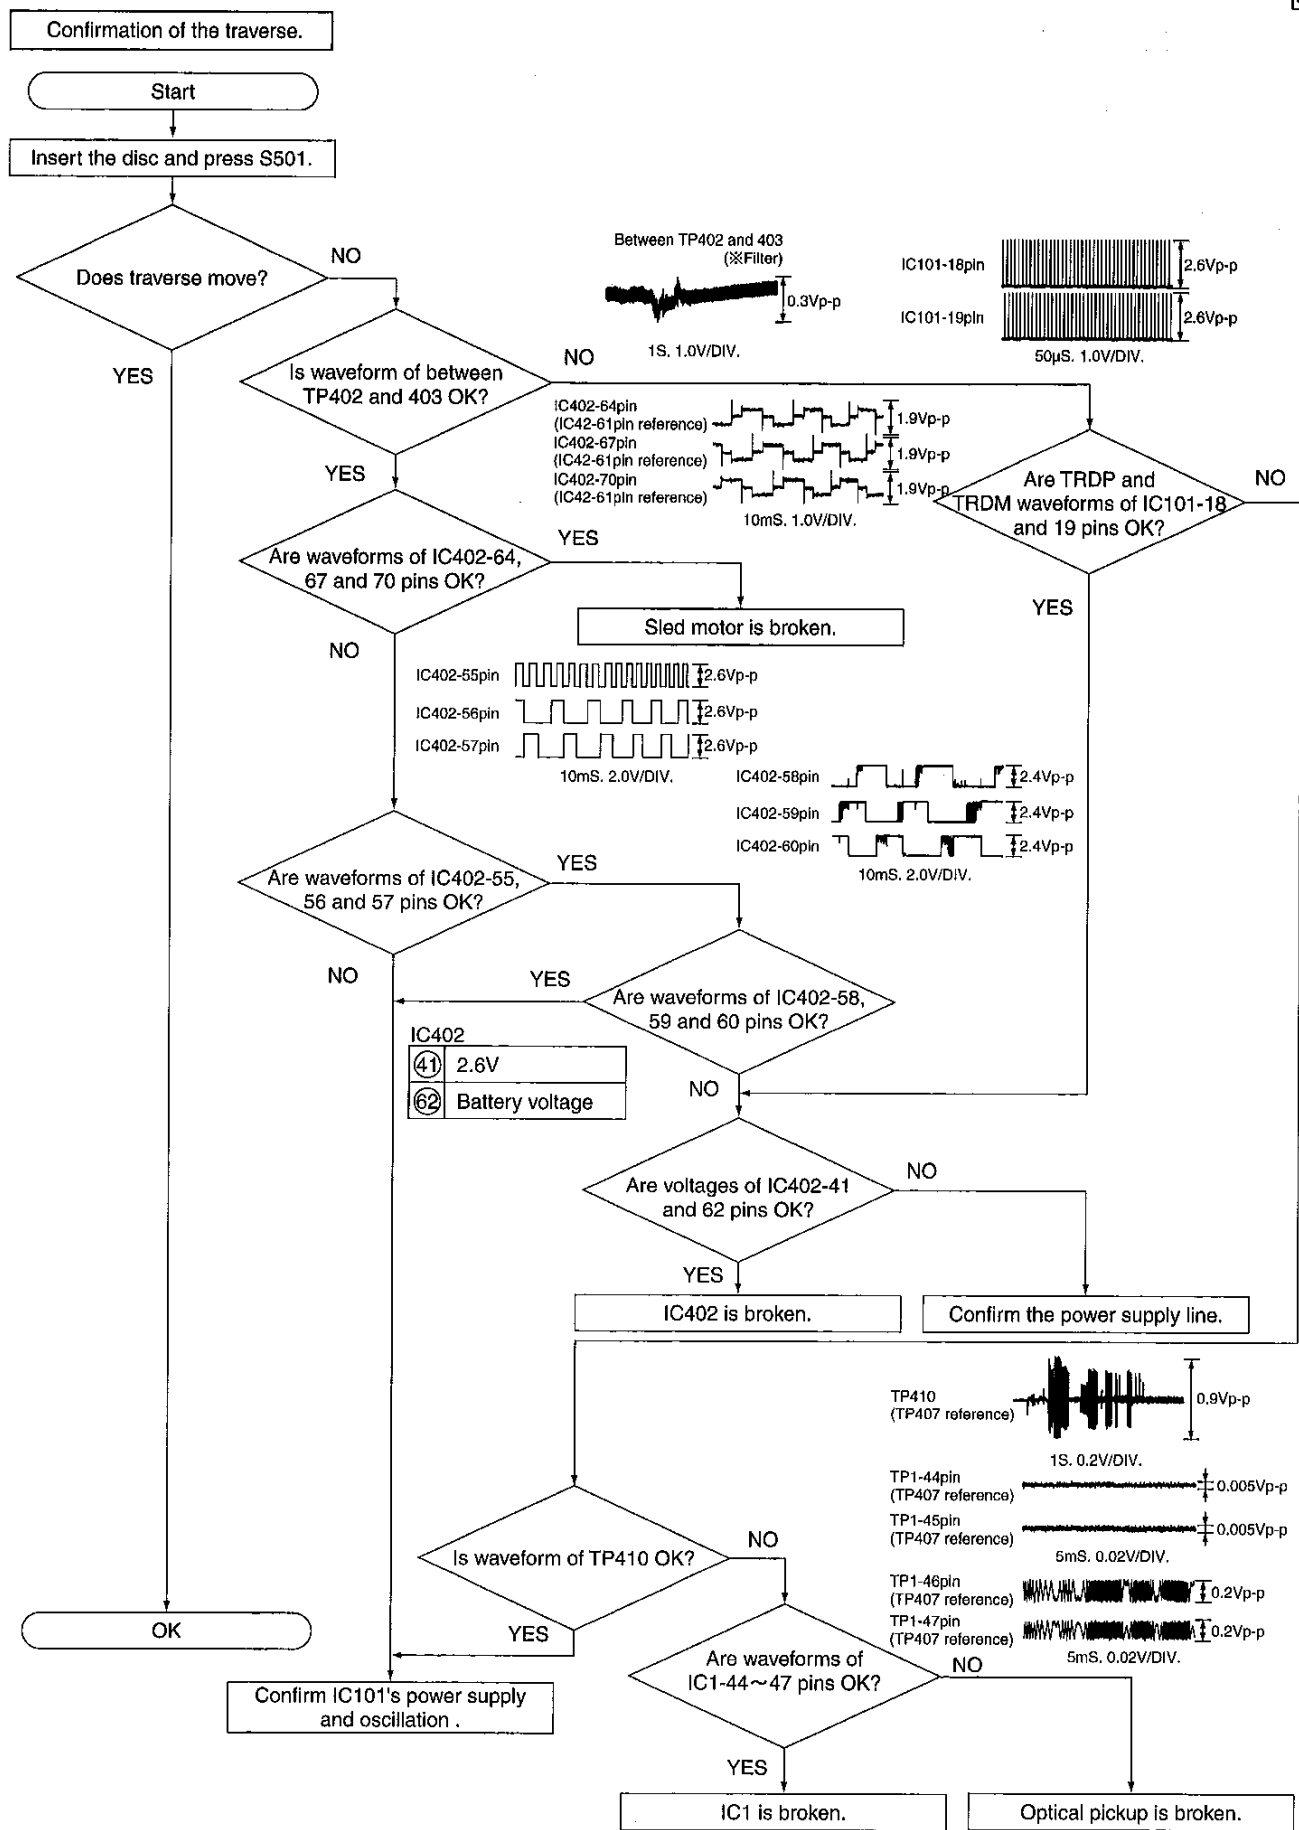 Confirmation of the traverse.
Start
Insert the disc and press S501.
Does traverse move?
NO
YES
Between TP402 and 403
(※Filter)
0.3Vp-p
1S. 1.0V/DIV.
IC101-18pin
2.6Vp-p
IC101-19pin
2.6Vp-p
50µS. 1.0V/DIV.
Is waveform of between
TP402 and 403 OK?
NO
YES
IC402-64pin
(IC42-61pin reference)
1.9Vp-p
IC402-67pin
(IC42-61pin reference)
1.9Vp-p
IC402-70pin
(IC42-61pin reference)
1.9Vp-p
10mS. 1.0V/DIV.
Are TRDP and
TRDM waveforms of IC101-18
and 19 pins OK?
NO
YES
Are waveforms of IC402-64,
67 and 70 pins OK?
YES
NO
Sled motor is broken.
IC402-55pin
2.6Vp-p
IC402-56pin
2.6Vp-p
IC402-57pin
2.6Vp-p
10mS. 2.0V/DIV.
IC402-58pin
2.4Vp-p
IC402-59pin
2.4Vp-p
IC402-60pin
2.4Vp-p
10mS. 2.0V/DIV.
Are waveforms of IC402-55,
56 and 57 pins OK?
YES
NO
Are waveforms of IC402-58,
59 and 60 pins OK?
YES
NO
IC402
41 2.6V
62 Battery voltage
Are voltages of IC402-41
and 62 pins OK?
NO
YES
IC402 is broken.
Confirm the power supply line.
TP410
(TP407 reference)
0.9Vp-p
1S. 0.2V/DIV.
TP1-44pin
(TP407 reference)
0.005Vp-p
TP1-45pin
(TP407 reference)
0.005Vp-p
5mS. 0.02V/DIV.
TP1-46pin
(TP407 reference)
0.2Vp-p
TP1-47pin
(TP407 reference)
0.2Vp-p
5mS. 0.02V/DIV.
Is waveform of TP410 OK?
NO
YES
OK
Are waveforms of
IC1-44～47 pins OK?
NO
YES
Confirm IC101's power supply
and oscillation .
IC1 is broken.
Optical pickup is broken.